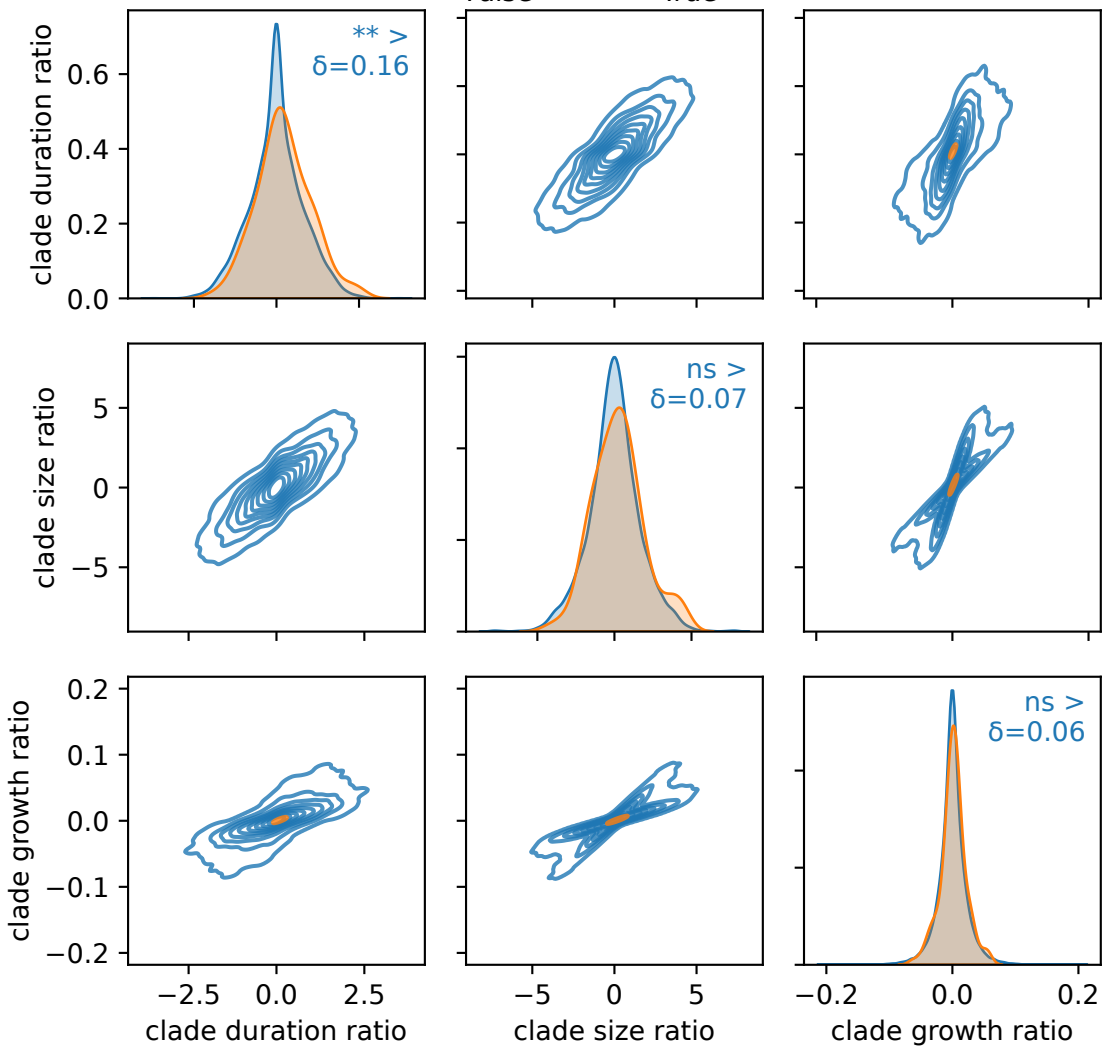 clade duration ratio
0.6
0.4
0.2
0.0
** >
δ=0.16
clade size ratio
5
0
−5
ns >
δ=0.07
clade growth ratio
0.2
0.1
0.0
−0.1
−0.2
ns >
δ=0.06
−2.5 0.0 2.5
−5 0 5
−0.2 0.0 0.2
clade duration ratio
clade size ratio
clade growth ratio